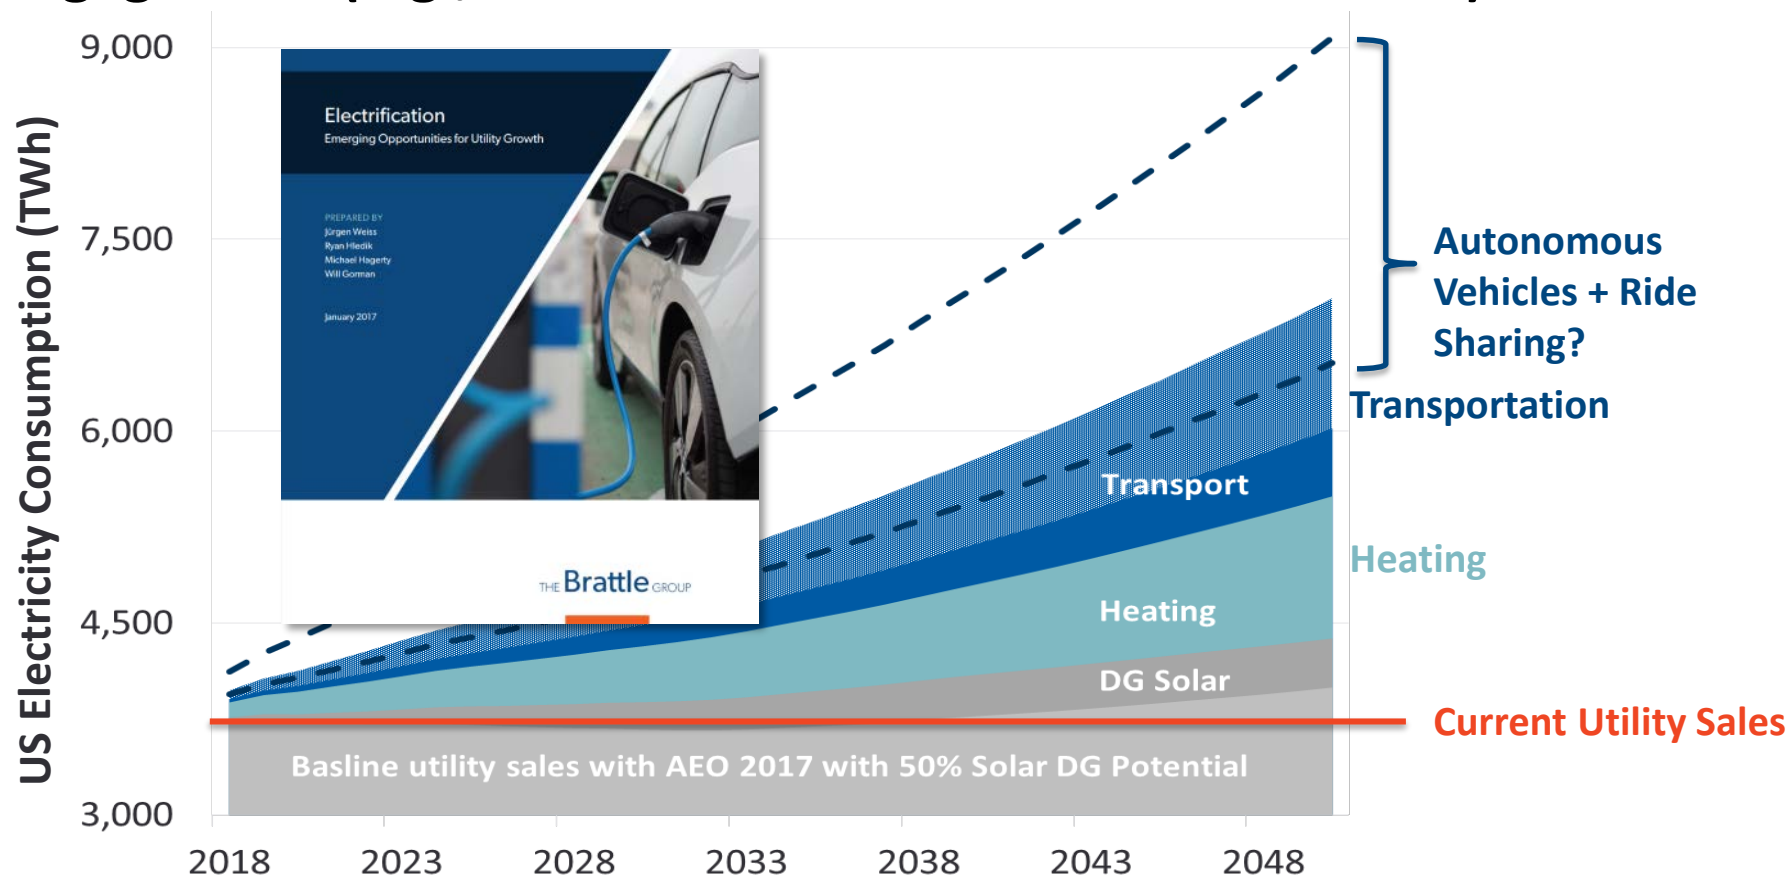 9,000
7,500
6,000
4,500
3,000
US Electricity Consumption (TWh)
Electrification
Emerging Opportunities for Utility Growth
PREPARED BY
Jürgen Weiss
Ryan Hledik
Michael Hagerty
Will Gorman
January 2017
THE Brattle GROUP
Autonomous
Vehicles + Ride
Sharing?
Transportation
Transport
Heating
Heating
DG Solar
Current Utility Sales
Basline utility sales with AEO 2017 with 50% Solar DG Potential
2018 2023 2028 2033 2038 2043 2048